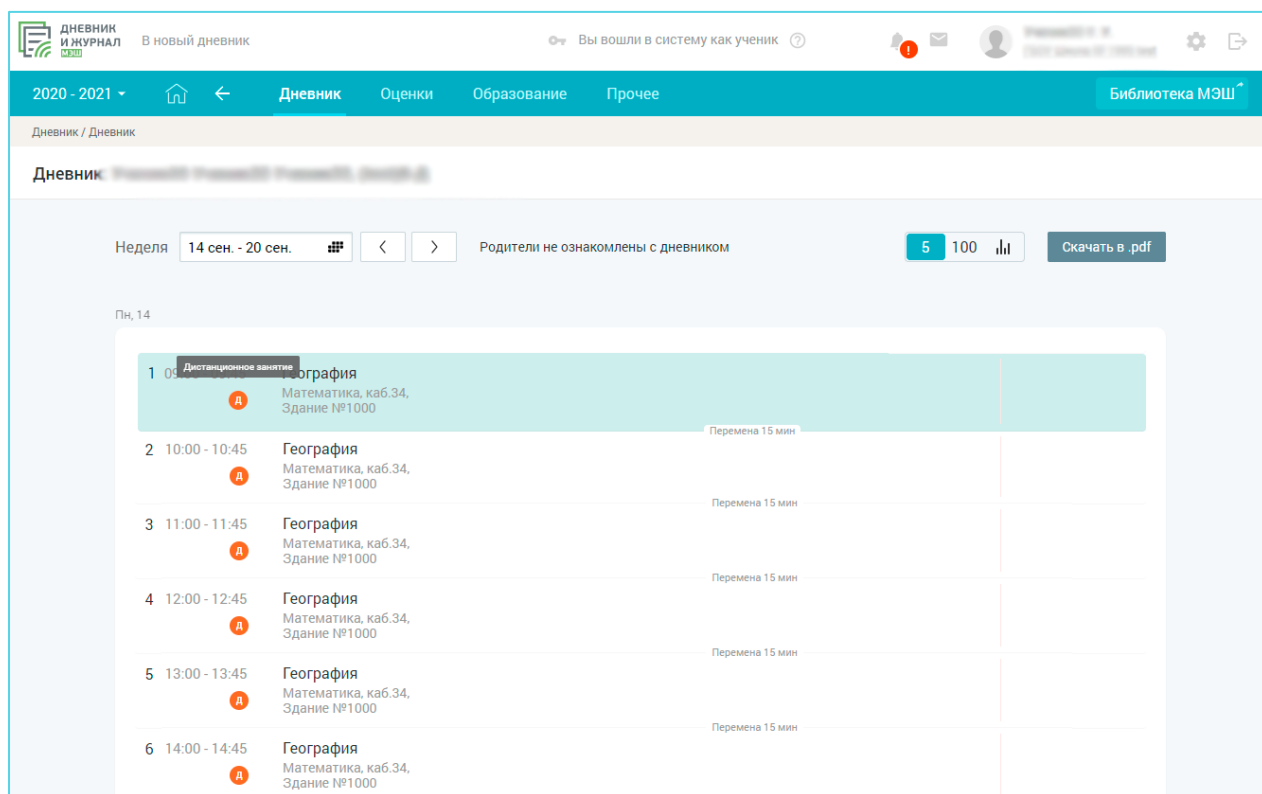 ДНЕВНИК
И ЖУРНАЛ
МЭШ
В новый дневник
Вы вошли в систему как ученик ?
!
2020 - 2021
Дневник Оценки Образование Прочее
Библиотека МЭШ
Дневник / Дневник
Дневник:
Неделя 14 сен. - 20 сен. Родители не ознакомлены с дневником 5 100 Скачать в .pdf
Пн, 14
Дистанционное занятие
1 География
Математика, каб.34,
Д
Здание №1000
Перемена 15 мин
2 10:00 - 10:45 География
Математика, каб.34,
Д
Здание №1000
Перемена 15 мин
3 11:00 - 11:45 География
Математика, каб.34,
Д
Здание №1000
Перемена 15 мин
4 12:00 - 12:45 География
Математика, каб.34,
Д
Здание №1000
Перемена 15 мин
5 13:00 - 13:45 География
Математика, каб.34,
Д
Здание №1000
Перемена 15 мин
6 14:00 - 14:45 География
Математика, каб.34,
Д
Здание №1000